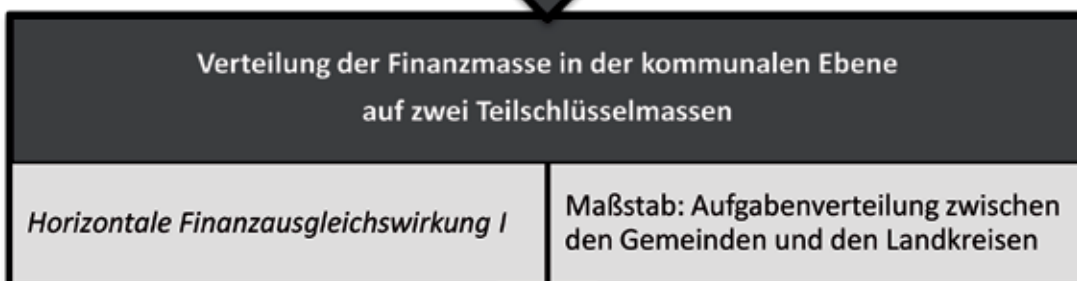 Verteilung der Finanzmasse in der kommunalen Ebene
auf zwei Teilschlüsselmassen
Horizontale Finanzausgleichswirkung I
Maßstab: Aufgabenverteilung zwischen
den Gemeinden und den Landkreisen